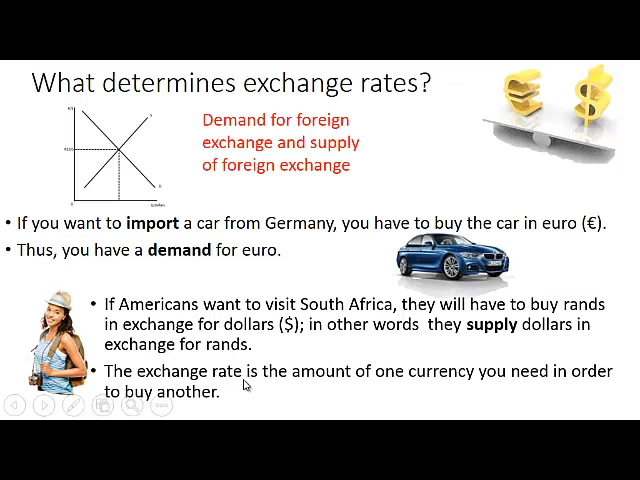 What determines exchange rates?
Demand for foreign
exchange and supply
of foreign exchange
€ $
• If you want to import a car from Germany, you have to buy the car in euro (€).
• Thus, you have a demand for euro.
• If Americans want to visit South Africa, they will have to buy rands
in exchange for dollars ($); in other words they supply dollars in
exchange for rands.
• The exchange rate is the amount of one currency you need in order
to buy another.